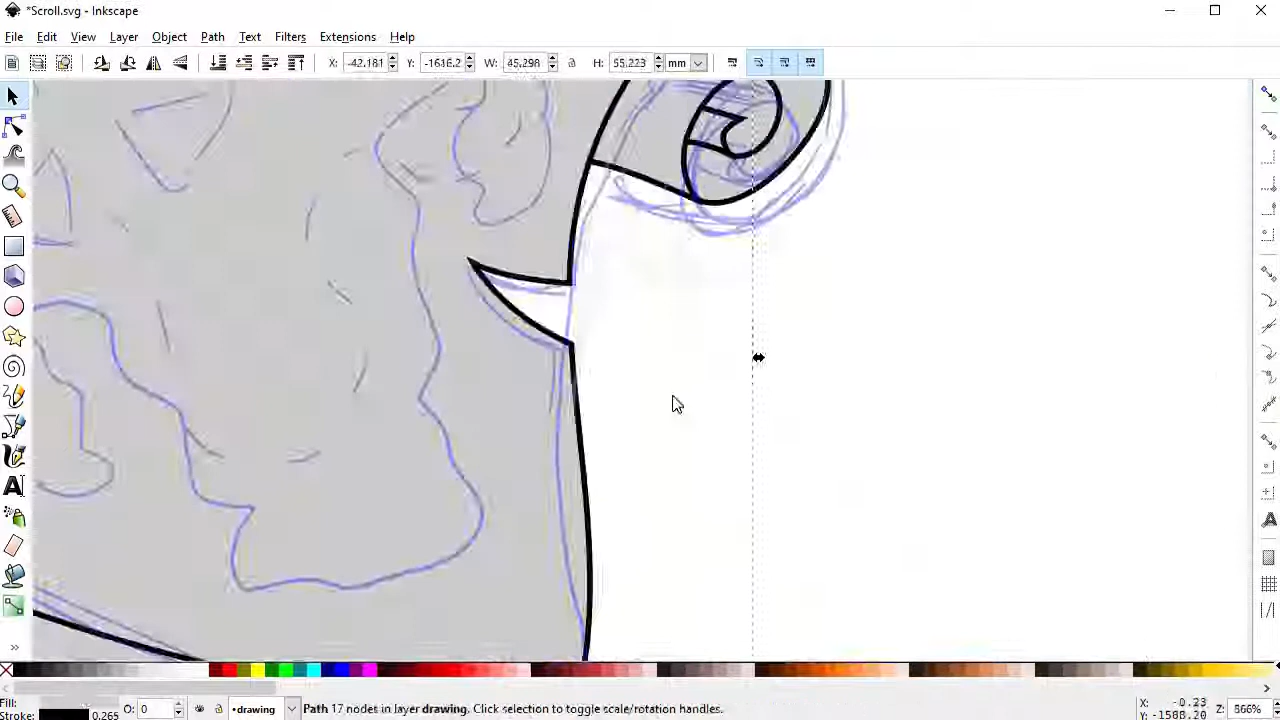 *Scroll.svg - Inkscape
File Edit View Layer Object Path Text Filters Extensions Help
X: -42.181 Y: -1616.2 W: 45.298 H: 55.223 mm
Fill: O: 0 •drawing Path 17 nodes in layer drawing. Click selection to toggle scale/rotation handles. X: -0.23 Z: 866%
Stroke: 0.265 Y: -1508.20